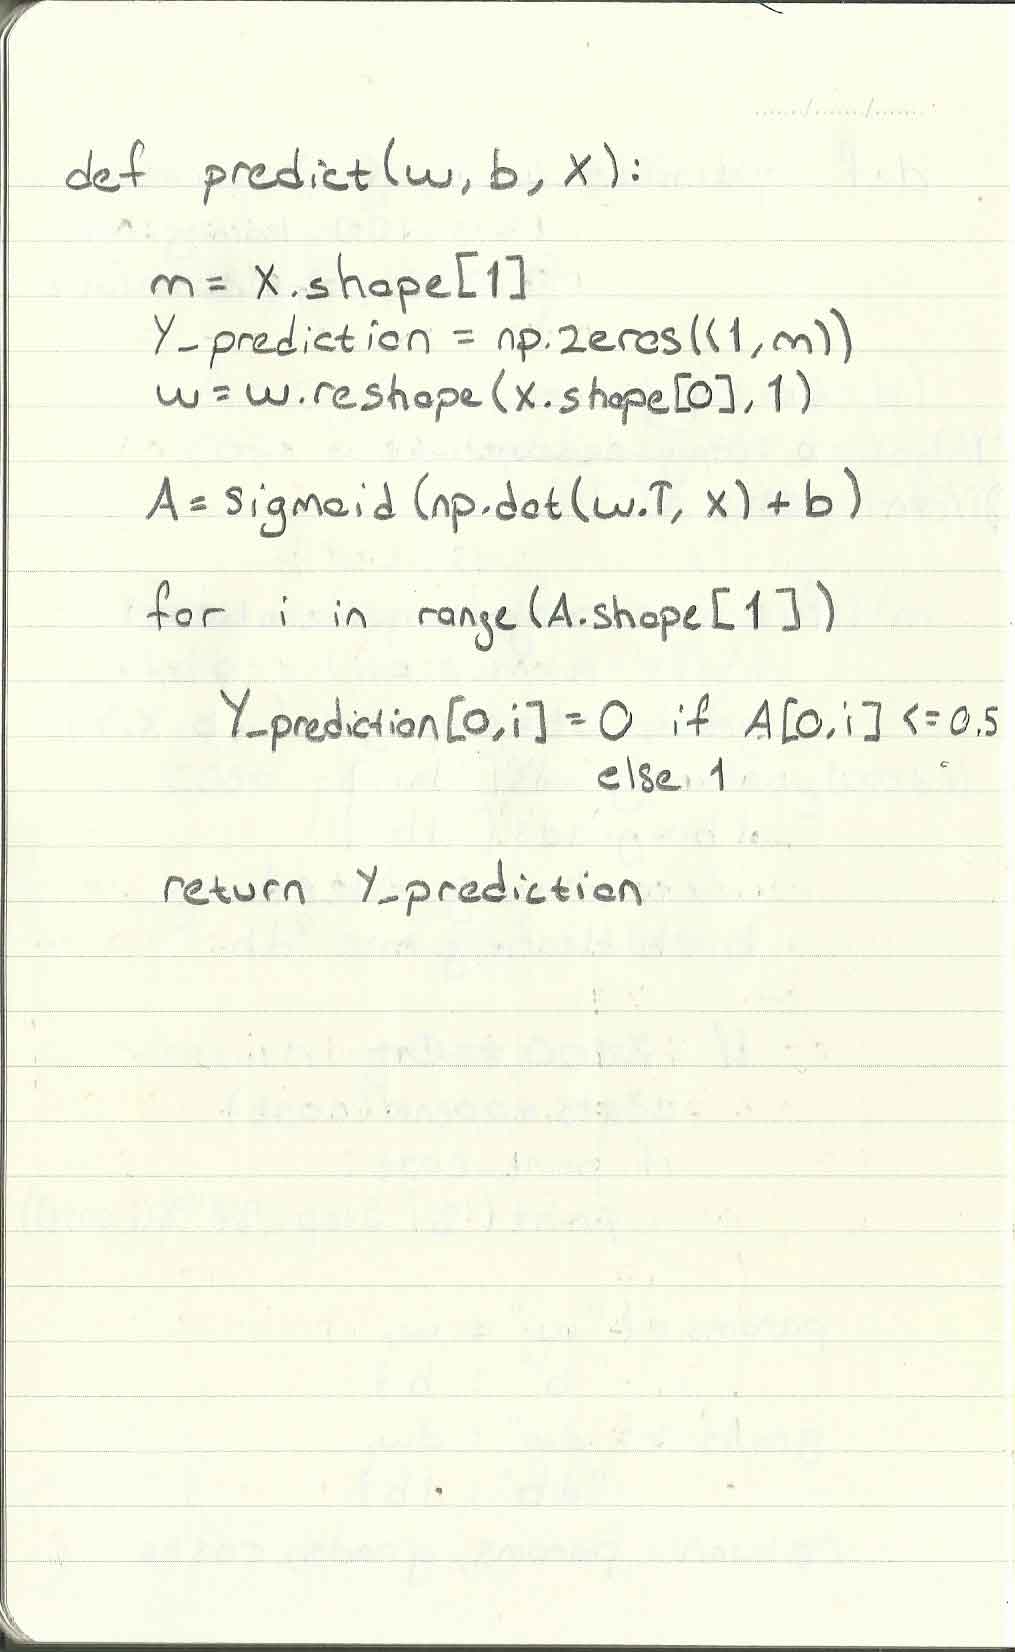 def predict(w, b, X):
m = X.shape[1]
Y_prediction = np.zeros((1, m))
w = w.reshape(X.shape[0], 1)
A = sigmoid (np.dot(w.T, X) + b)
for i in range(A.shape[1])
Y_prediction[0,i] = 0 if A[0,i] <= 0.5
else 1
return Y_prediction